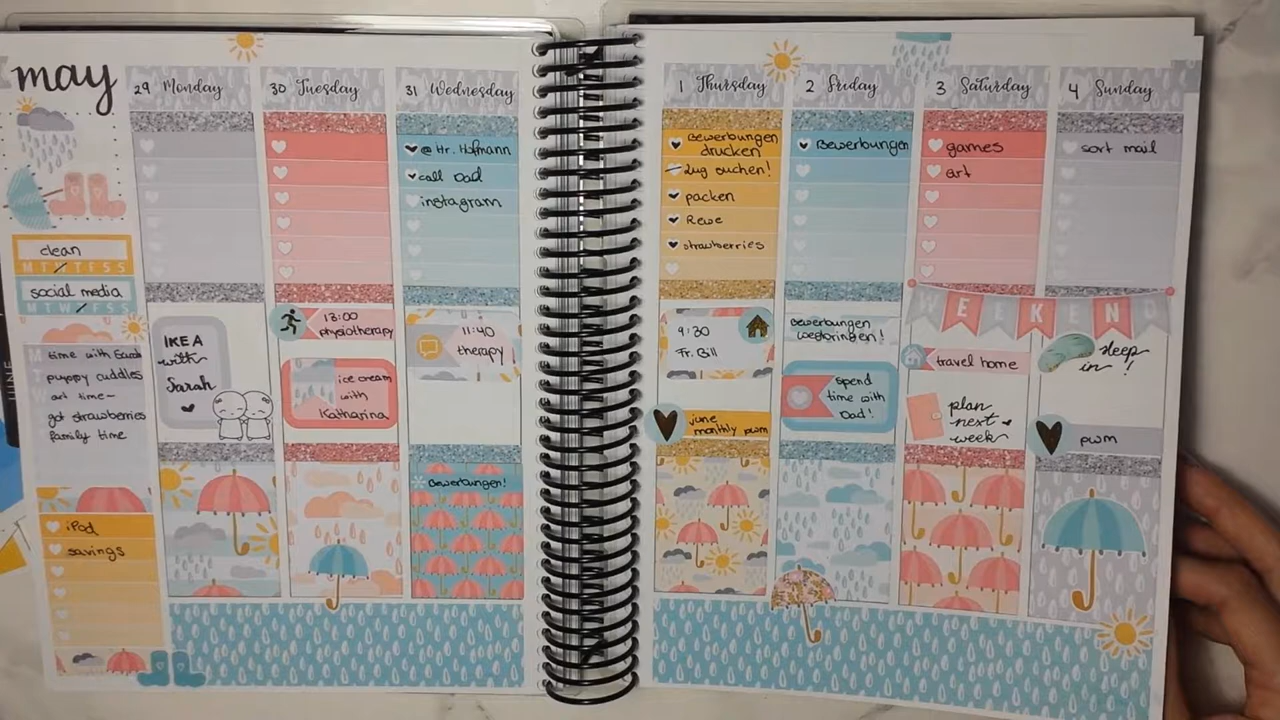 may
29 Monday
30 Tuesday
31 Wednesday
1 Thursday
2 Friday
3 Saturday
4 Sunday
clean
M T W T F S S
social media
M T W T F S S
time with Sarah
puppy cuddles
art time
got strawberries
family time
iPod
savings
IKEA
with
Sarah
13:00
physiotherapy
ice cream
with
Katharina
@ Hr. Hofmann
call Dad
instagram
11:40
therapy
Bewerbungen!
Bewerbungen
drucken
Zug buchen!
packen
Rewe
strawberries
9:30
Fr. Bill
june
monthly pwm
Bewerbungen
Bewerbungen
wegbringen!
spend
time with
Dad!
games
art
WEEKEND
travel home
plan
next
week
sort mail
sleep
in!
pwm
JUNE